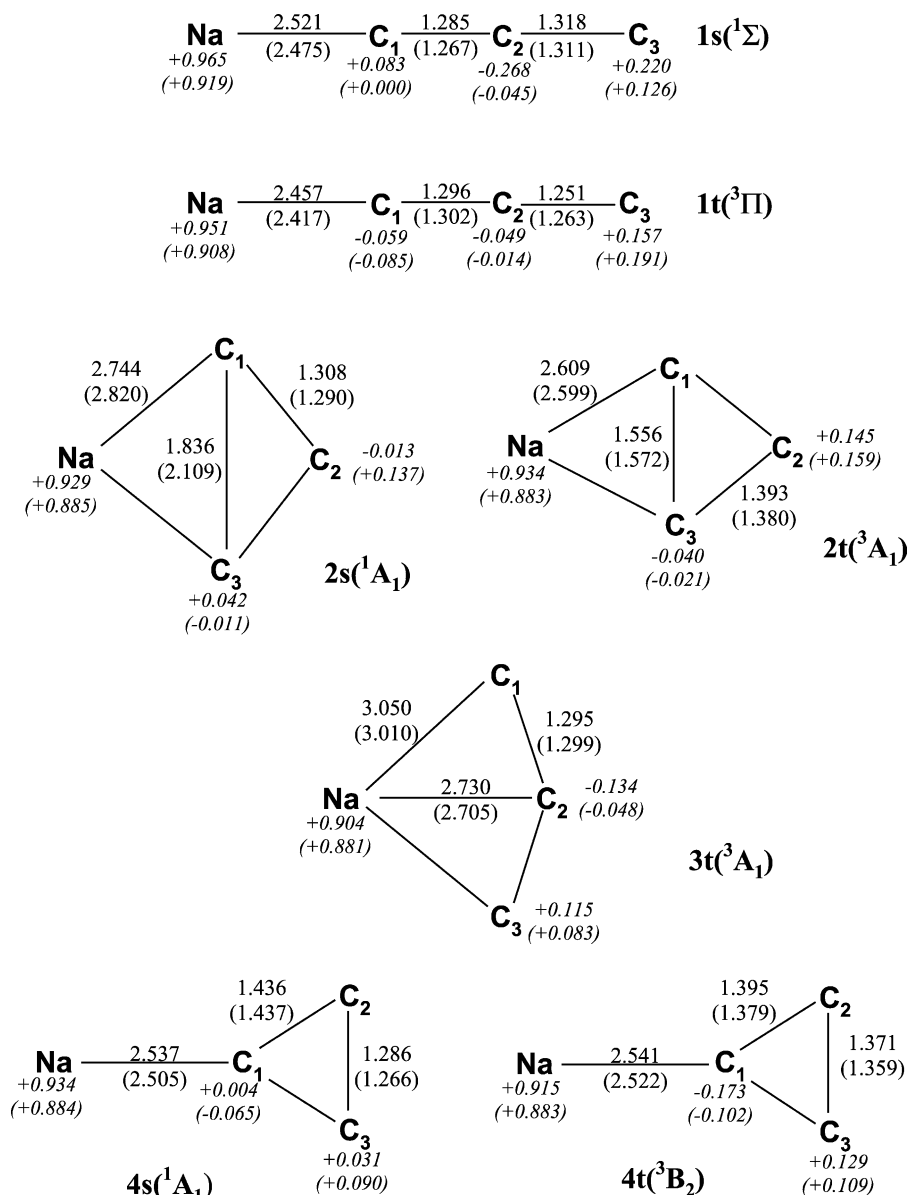 Na 2.521 C1 1.285 C2 1.318 C3 1s(¹Σ)
(2.475) (1.267) (1.311)
+0.965 +0.083 -0.268 +0.220
(+0.919) (+0.000) (-0.045) (+0.126)
Na 2.457 C1 1.296 C2 1.251 C3 1t(³Π)
(2.417) (1.302) (1.263)
+0.951 -0.059 -0.049 +0.157
(+0.908) (-0.085) (-0.014) (+0.191)
C1
2.744 1.308
(2.820) (1.290)
1.836
(2.109)
Na C2 -0.013
+0.929 (+0.137)
(+0.885)
C3
+0.042
(-0.011)
2s(¹A1)
C1
2.609
(2.599)
1.556
(1.572)
Na C2 +0.145
+0.934 (+0.159)
(+0.883)
1.393
(1.380)
C3
-0.040
(-0.021)
2t(³A1)
C1
3.050 1.295
(3.010) (1.299)
Na 2.730 C2 -0.134
(2.705) (-0.048)
+0.904
(+0.881)
C3 +0.115
(+0.083)
3t(³A1)
1.436 C2
(1.437)
Na 2.537 C1 1.286
(2.505) (1.266)
+0.934 +0.004
(+0.884) (-0.065)
C3
+0.031
(+0.090)
4s(¹A1)
1.395 C2
(1.379)
Na 2.541 C1 1.371
(2.522) (1.359)
+0.915 -0.173
(+0.883) (-0.102)
C3
+0.129
(+0.109)
4t(³B2)